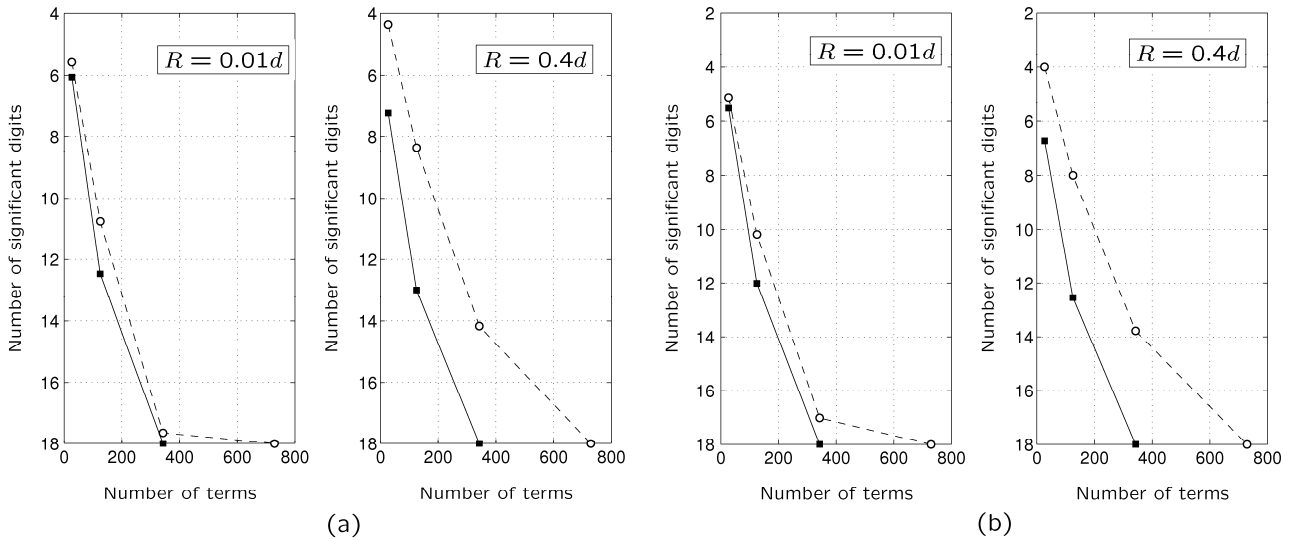 Number of significant digits
4
6
8
10
12
14
16
18
R = 0.01d
0 200 400 600 800
Number of terms
Number of significant digits
4
6
8
10
12
14
16
18
R = 0.4d
0 200 400 600 800
Number of terms
(a)
Number of significant digits
2
4
6
8
10
12
14
16
18
R = 0.01d
0 200 400 600 800
Number of terms
Number of significant digits
2
4
6
8
10
12
14
16
18
R = 0.4d
0 200 400 600 800
Number of terms
(b)